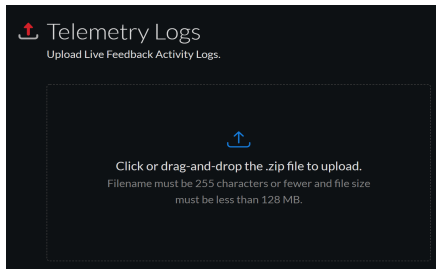 Telemetry Logs
Upload Live Feedback Activity Logs.
Click or drag-and-drop the .zip file to upload.
Filename must be 255 characters or fewer and file size
must be less than 128 MB.